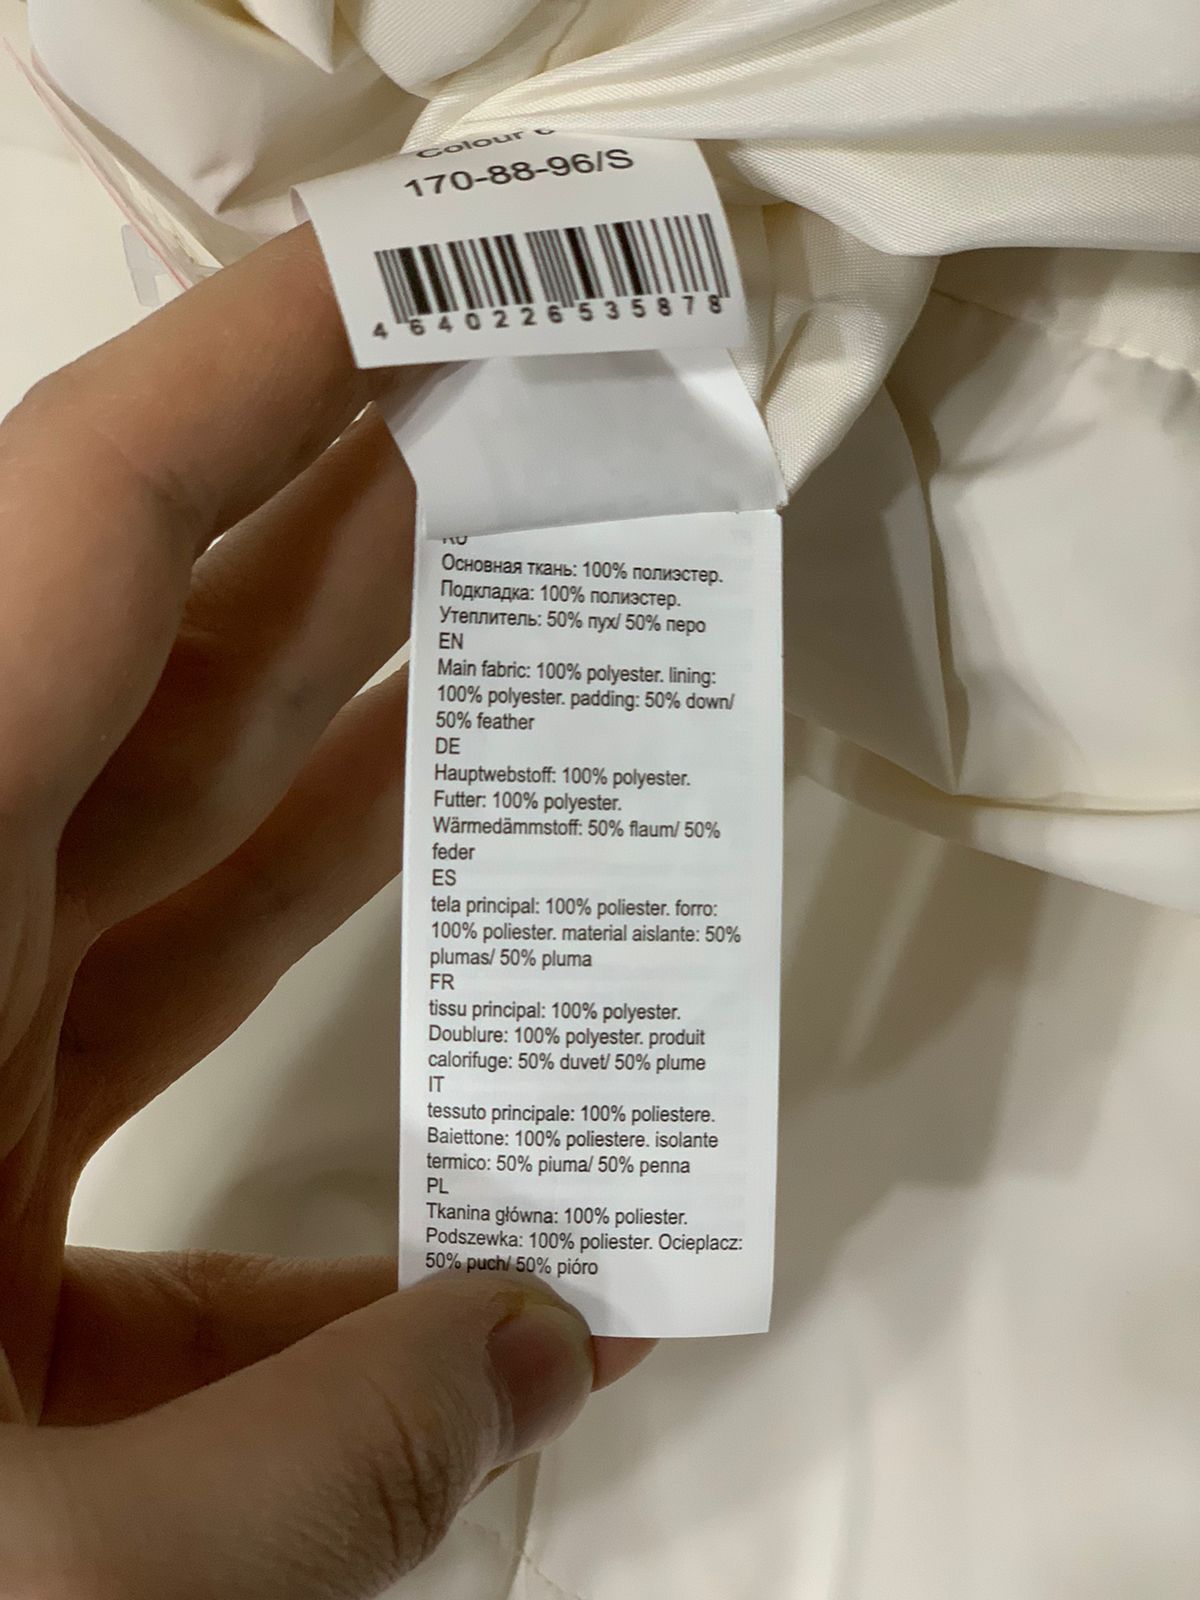 Colour c
170-88-96/S
4640226535878
RU
Основная ткань: 100% полиэстер.
Подкладка: 100% полиэстер.
Утеплитель: 50% пух/ 50% перо
EN
Main fabric: 100% polyester. lining:
100% polyester. padding: 50% down/
50% feather
DE
Hauptwebstoff: 100% polyester.
Futter: 100% polyester.
Wärmedämmstoff: 50% flaum/ 50%
feder
ES
tela principal: 100% poliester. forro:
100% poliester. material aislante: 50%
plumas/ 50% pluma
FR
tissu principal: 100% polyester.
Doublure: 100% polyester. produit
calorifuge: 50% duvet/ 50% plume
IT
tessuto principale: 100% poliestere.
Baiettone: 100% poliestere. isolante
termico: 50% piuma/ 50% penna
PL
Tkanina główna: 100% poliester.
Podszewka: 100% poliester. Ocieplacz:
50% puch/ 50% pióro